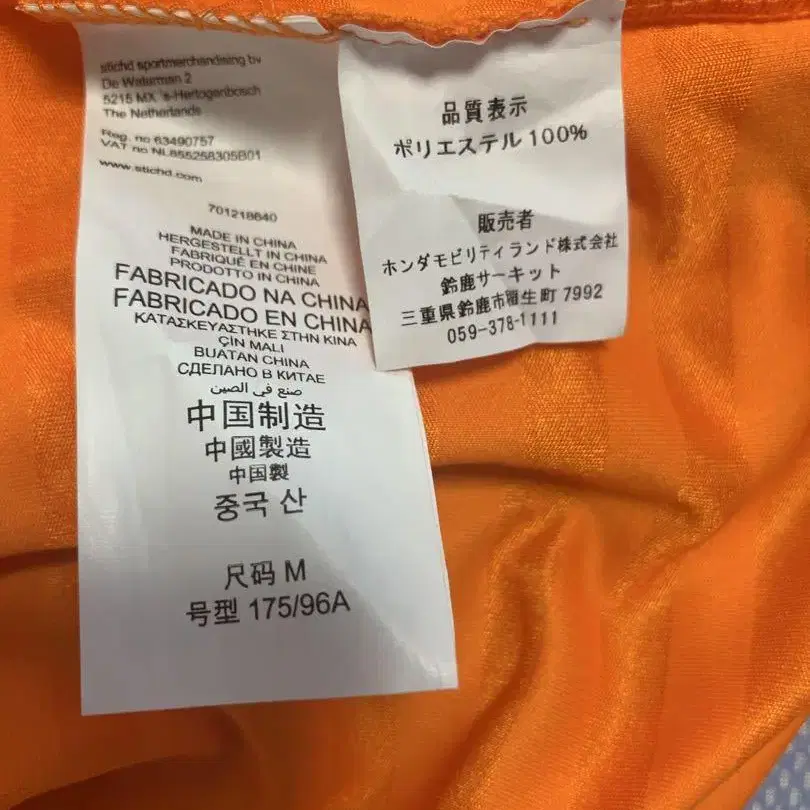 stichd sportmerchandising bv
De Waterman 2
5215 MX 's-Hertogenbosch
The Netherlands
Reg. no 63490757
VAT no NL855258305B01
www.stichd.com
701218640
MADE IN CHINA
HERGESTELLT IN CHINA
FABRIQUÉ EN CHINE
PRODOTTO IN CHINA
FABRICADO NA CHINA
FABRICADO EN CHINA
ΚΑΤΑΣΚΕΥΑΣΤΗΚΕ ΣΤΗΝ ΚΙΝΑ
ÇİN MALI
BUATAN CHINA
СДЕЛАНО В КИТАЕ
صنع في الصين
中国制造
中國製造
中国製
중국 산
尺码 M
号型 175/96A
品質表示
ポリエステル 100%
販売者
ホンダモビリティランド株式会社
鈴鹿サーキット
三重県鈴鹿市稲生町 7992
059-378-1111